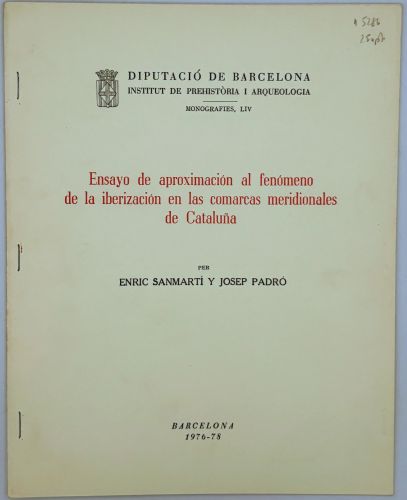 DIPUTACIÓ DE BARCELONA
INSTITUT DE PREHISTÒRIA I ARQUEOLOGIA
MONOGRAFIES, LIV
Ensayo de aproximación al fenómeno
de la iberización en las comarcas meridionales
de Cataluña
PER
ENRIC SANMARTÍ Y JOSEP PADRÓ
BARCELONA
1976-78